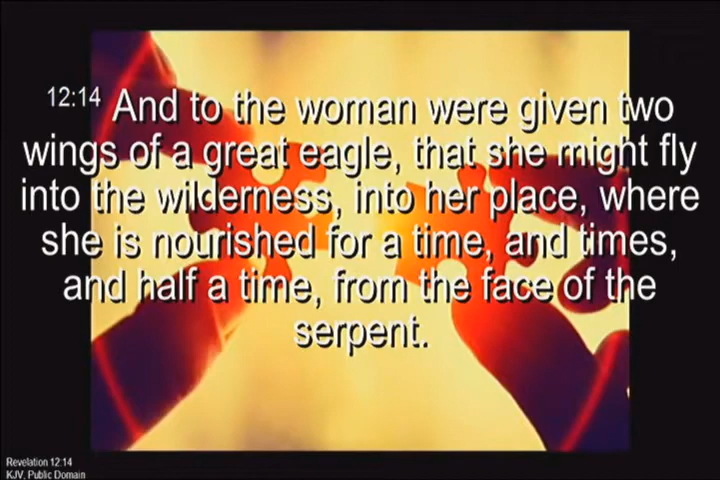 12:14 And to the woman were given two
wings of a great eagle, that she might fly
into the wilderness, into her place, where
she is nourished for a time, and times,
and half a time, from the face of the
serpent.
Revelation 12:14
KJV, Public Domain